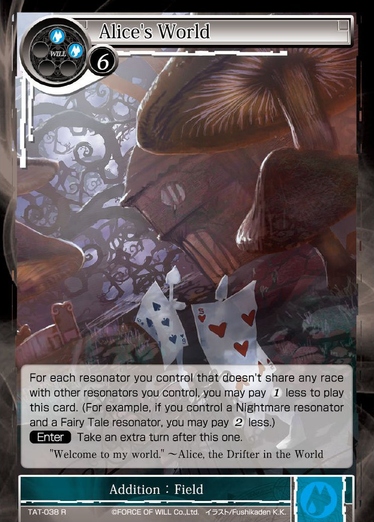 Alice's World
WILL
6
5
For each resonator you control that doesn't share any race
with other resonators you control, you may pay 1 less to play
this card. (For example, if you control a Nightmare resonator
and a Fairy Tale resonator, you may pay 2 less.)
Enter Take an extra turn after this one.
"Welcome to my world." ~Alice, the Drifter in the World
Addition : Field
TAT-038 R ©FORCE OF WILL Co.,Ltd. イラスト/Fushikaden K.K.